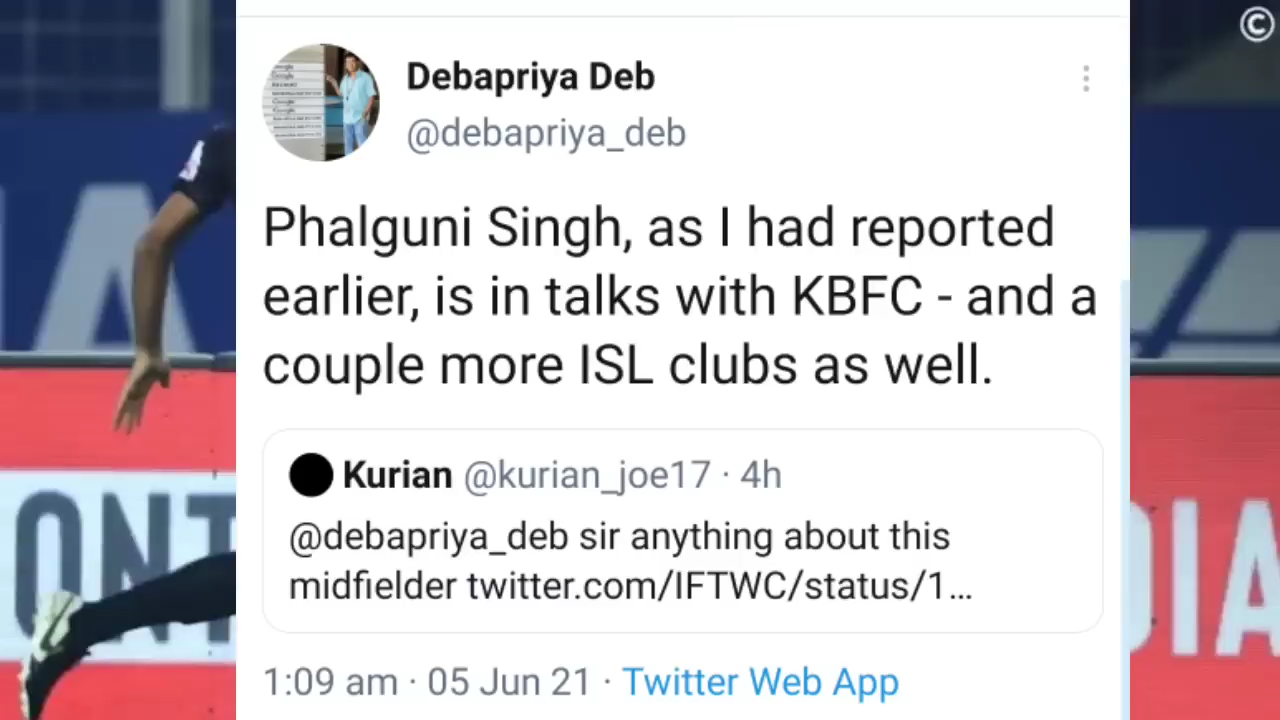 ©
Debapriya Deb
@debapriya_deb
Phalguni Singh, as I had reported
earlier, is in talks with KBFC - and a
couple more ISL clubs as well.
Kurian @kurian_joe17 · 4h
@debapriya_deb sir anything about this
midfielder twitter.com/IFTWC/status/1…
1:09 am · 05 Jun 21 · Twitter Web App
ONT
DIA